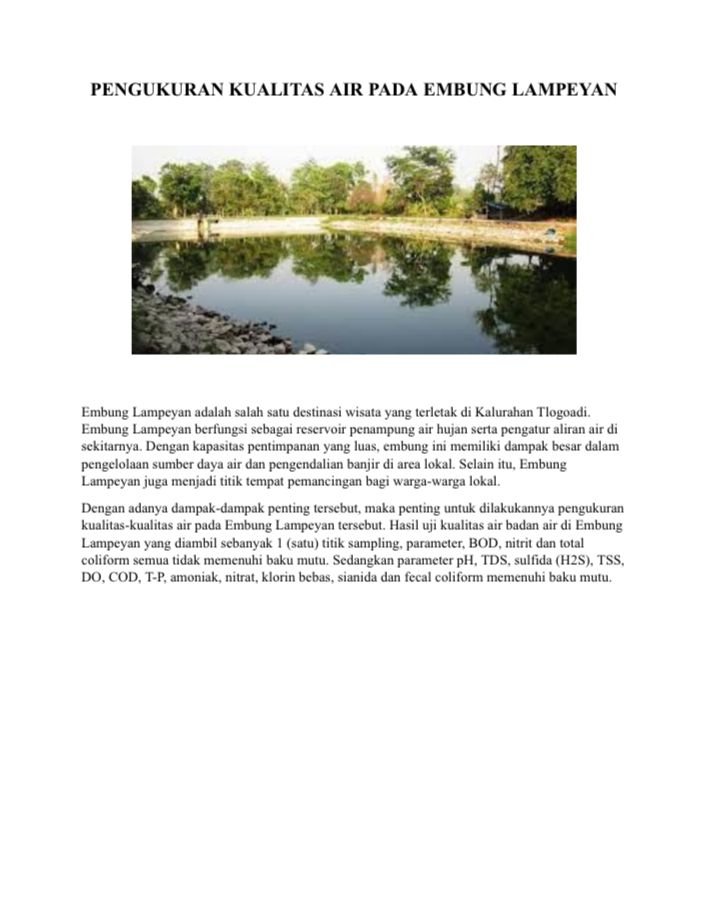 PENGUKURAN KUALITAS AIR PADA EMBUNG LAMPEYAN
Embung Lampeyan adalah salah satu destinasi wisata yang terletak di Kalurahan Tlogoadi.
Embung Lampeyan berfungsi sebagai reservoir penampung air hujan serta pengatur aliran air di
sekitarnya. Dengan kapasitas pentimpanan yang luas, embung ini memiliki dampak besar dalam
pengelolaan sumber daya air dan pengendalian banjir di area lokal. Selain itu, Embung
Lampeyan juga menjadi titik tempat pemancingan bagi warga-warga lokal.
Dengan adanya dampak-dampak penting tersebut, maka penting untuk dilakukannya pengukuran
kualitas-kualitas air pada Embung Lampeyan tersebut. Hasil uji kualitas air badan air di Embung
Lampeyan yang diambil sebanyak 1 (satu) titik sampling, parameter, BOD, nitrit dan total
coliform semua tidak memenuhi baku mutu. Sedangkan parameter pH, TDS, sulfida (H2S), TSS,
DO, COD, T-P, amoniak, nitrat, klorin bebas, sianida dan fecal coliform memenuhi baku mutu.